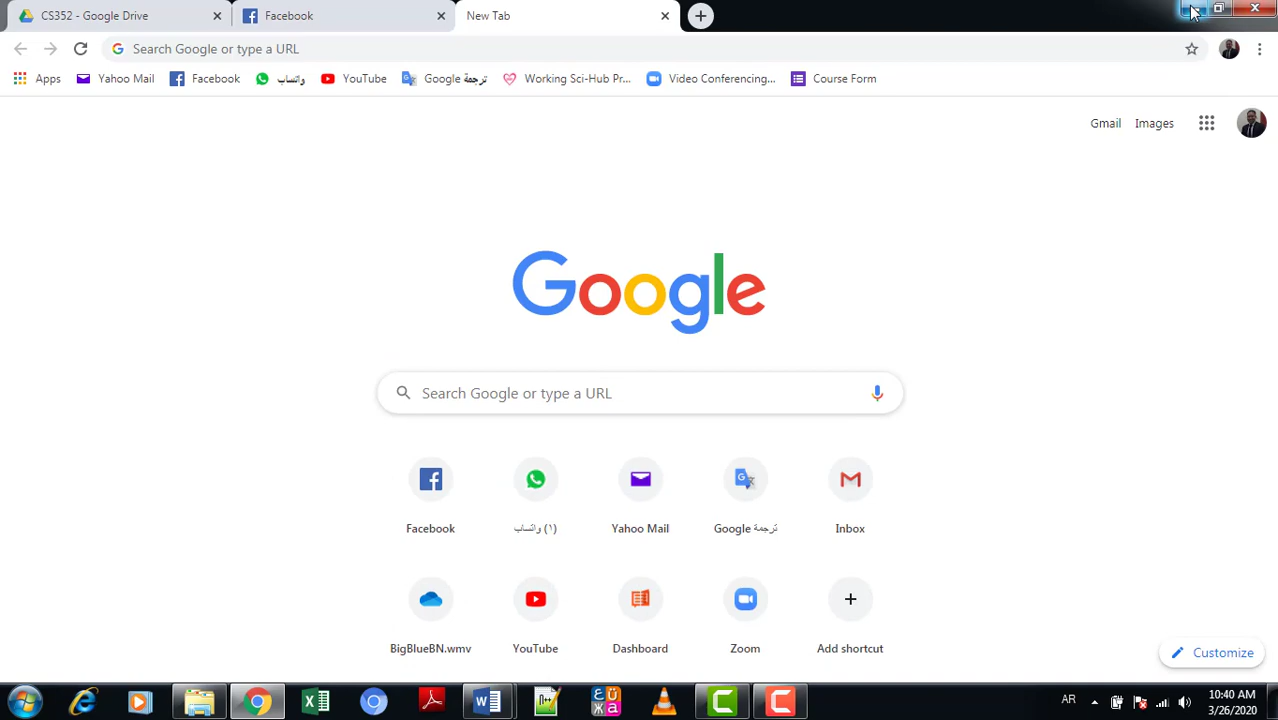 CS352 - Google Drive
Facebook
New Tab
Search Google or type a URL
Apps
Yahoo Mail
Facebook
واتساب
YouTube
ترجمة Google
Working Sci-Hub Pr...
Video Conferencing...
Course Form
Gmail
Images
Google
Search Google or type a URL
Facebook
(١) واتساب
Yahoo Mail
ترجمة Google
Inbox
BigBlueBN.wmv
YouTube
Dashboard
Zoom
Add shortcut
Customize
AR
10:40 AM
3/26/2020